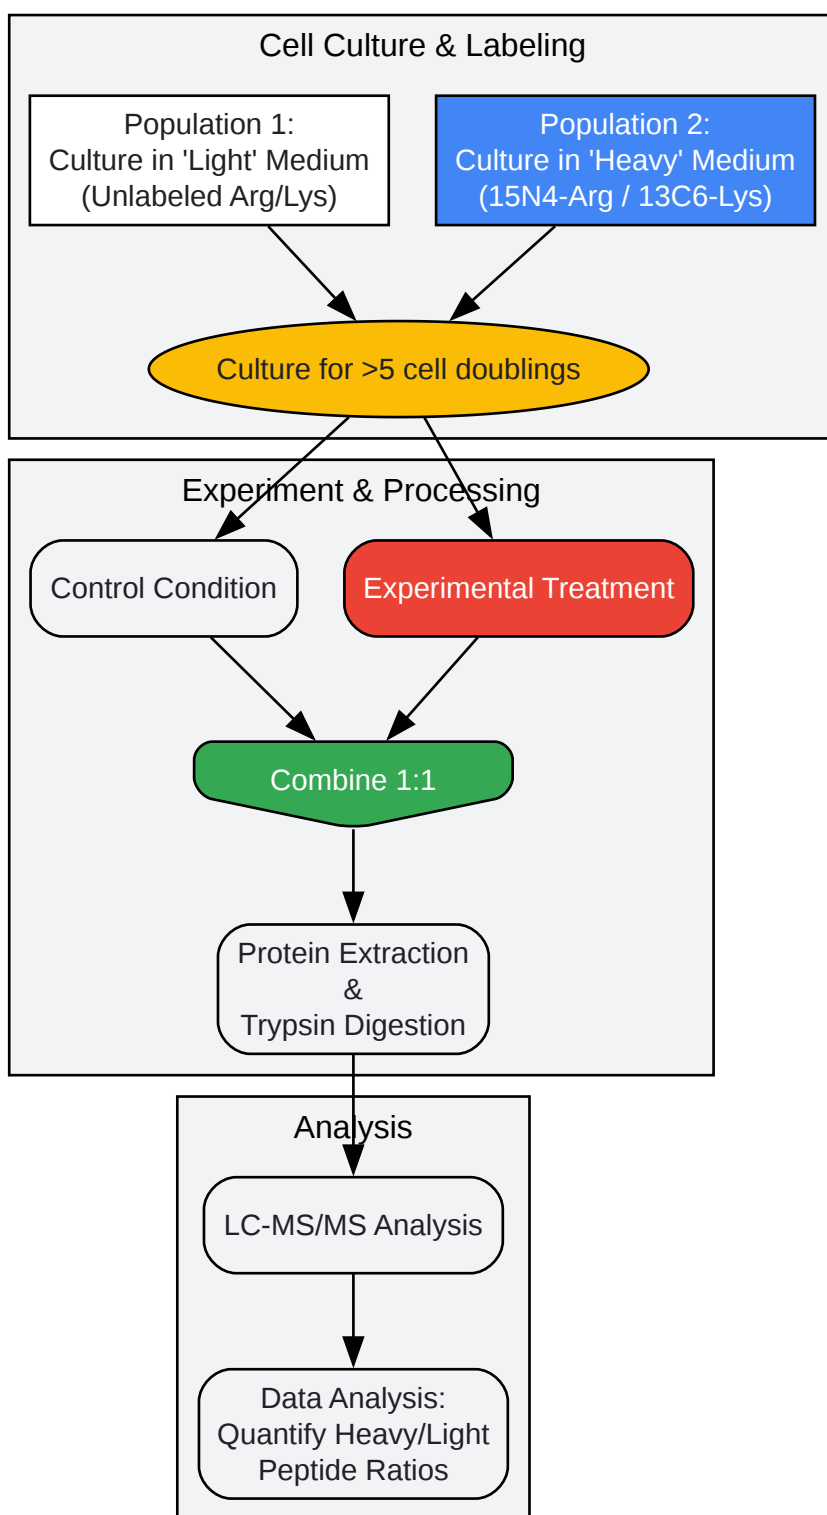 Cell Culture & Labeling
Population 1:
Culture in 'Light' Medium
(Unlabeled Arg/Lys)
Population 2:
Culture in 'Heavy' Medium
(15N4-Arg / 13C6-Lys)
Culture for >5 cell doublings
Experiment & Processing
Control Condition
Experimental Treatment
Combine 1:1
Protein Extraction
&
Trypsin Digestion
Analysis
LC-MS/MS Analysis
Data Analysis:
Quantify Heavy/Light
Peptide Ratios